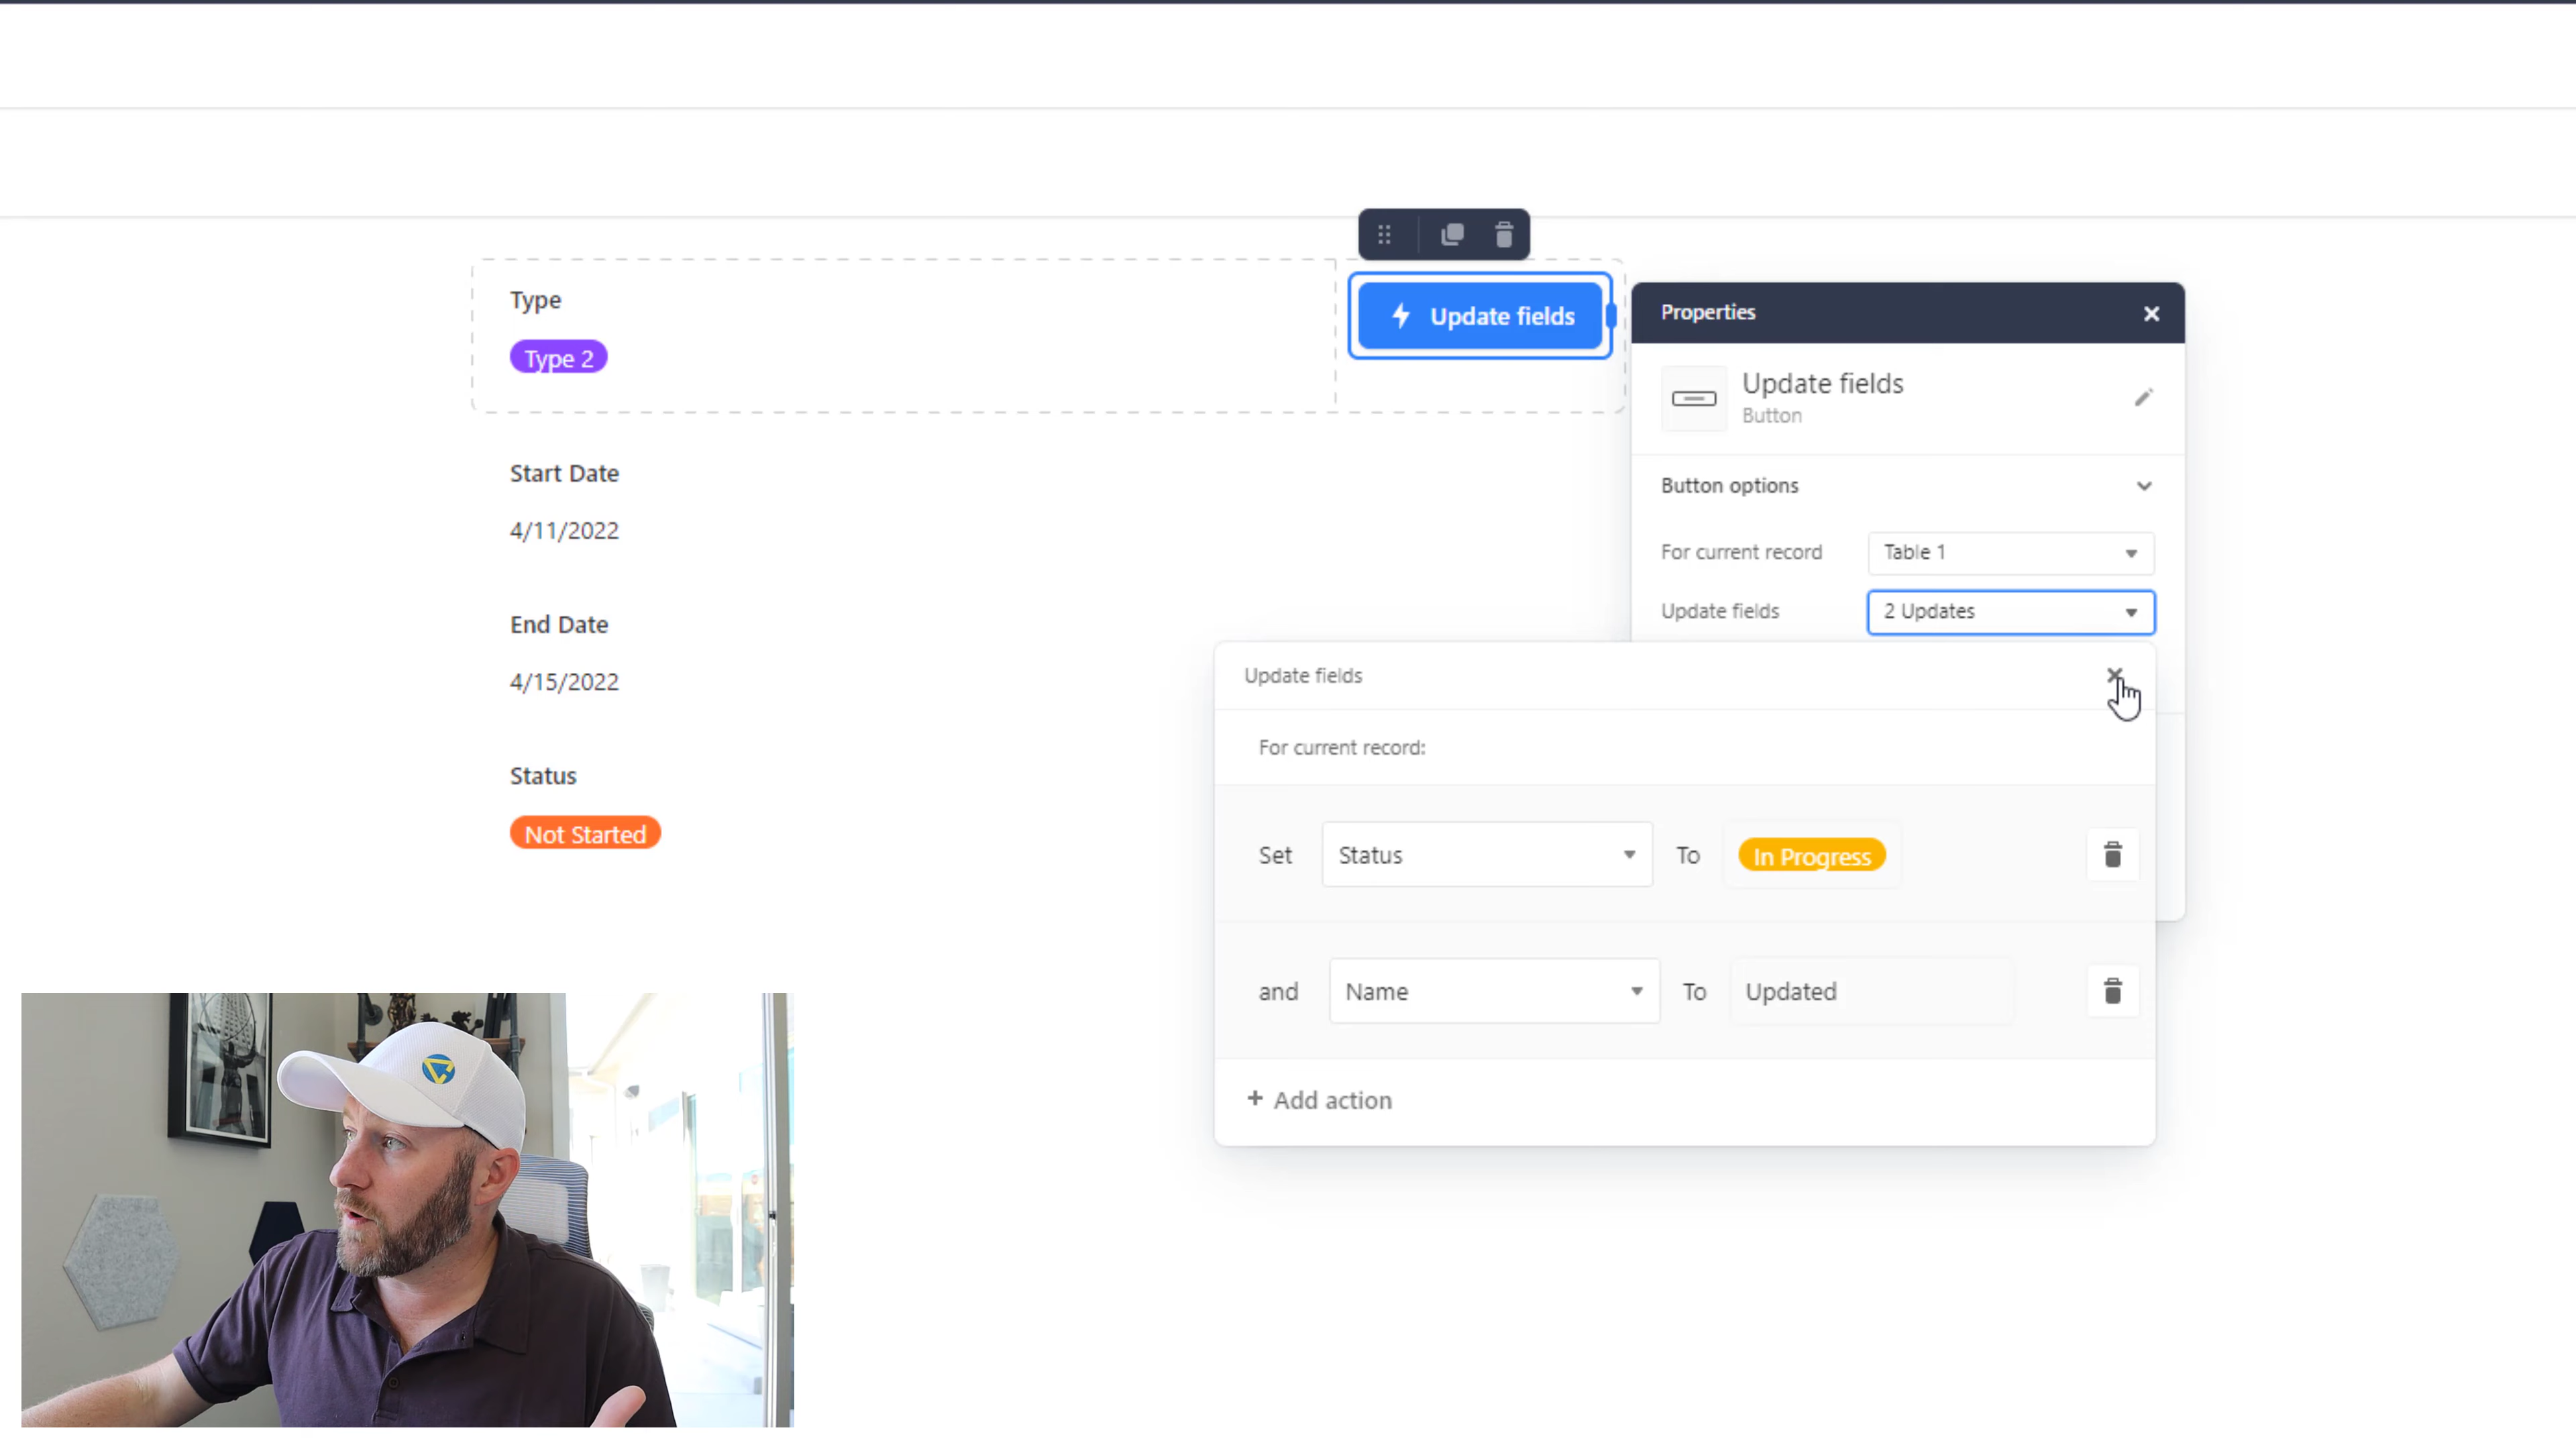 Type
Type 2
Update fields
Properties
Update fields
Button
Button options
For current record
Table 1
Update fields
2 Updates
Start Date
4/11/2022
End Date
4/15/2022
Status
Not Started
Update fields
For current record:
Set
Status
To
In Progress
and
Name
To
Updated
+ Add action